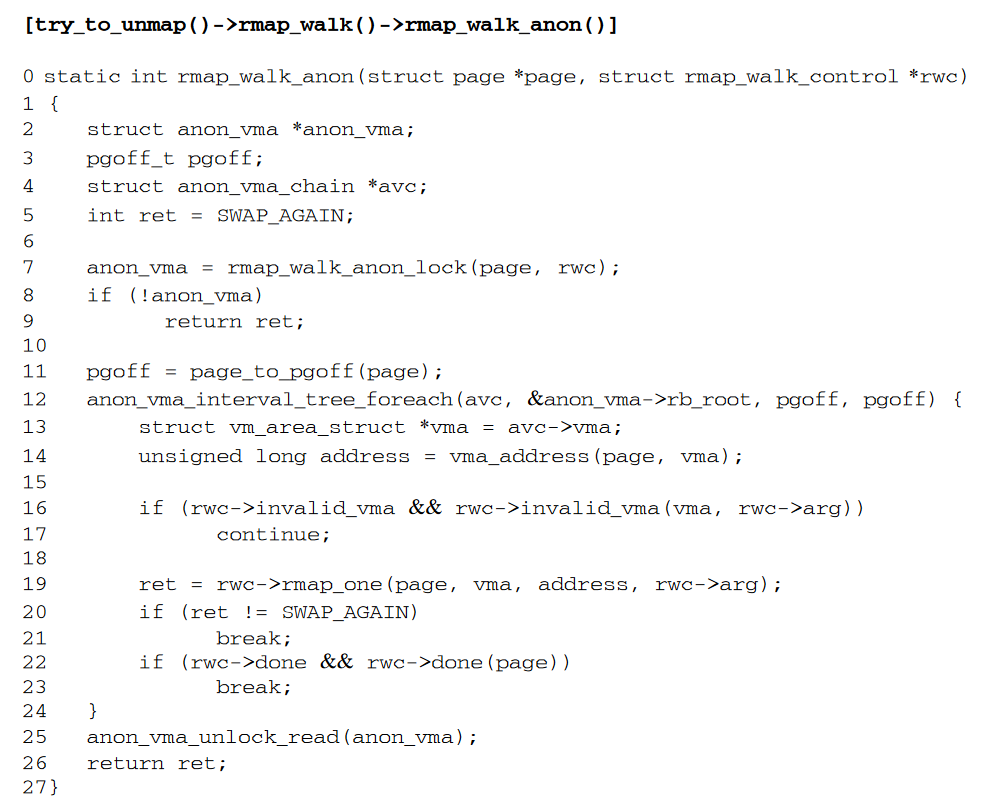 [try_to_unmap()->rmap_walk()->rmap_walk_anon()]
0 static int rmap_walk_anon(struct page *page, struct rmap_walk_control *rwc)
1 {
2    struct anon_vma *anon_vma;
3    pgoff_t pgoff;
4    struct anon_vma_chain *avc;
5    int ret = SWAP_AGAIN;
6
7    anon_vma = rmap_walk_anon_lock(page, rwc);
8    if (!anon_vma)
9          return ret;
10
11   pgoff = page_to_pgoff(page);
12   anon_vma_interval_tree_foreach(avc, &anon_vma->rb_root, pgoff, pgoff) {
13       struct vm_area_struct *vma = avc->vma;
14       unsigned long address = vma_address(page, vma);
15
16       if (rwc->invalid_vma && rwc->invalid_vma(vma, rwc->arg))
17             continue;
18
19       ret = rwc->rmap_one(page, vma, address, rwc->arg);
20       if (ret != SWAP_AGAIN)
21             break;
22       if (rwc->done && rwc->done(page))
23             break;
24   }
25   anon_vma_unlock_read(anon_vma);
26   return ret;
27}